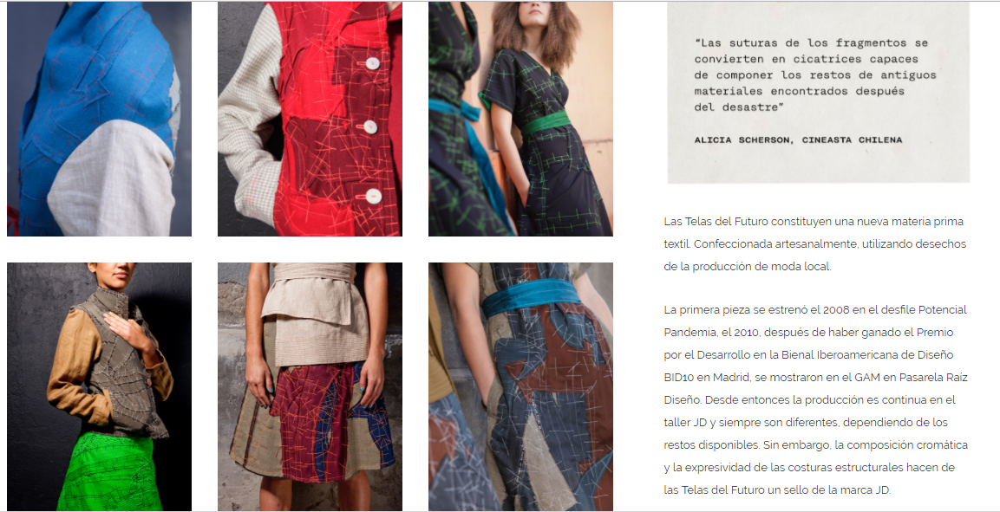 “Las suturas de los fragmentos se
convierten en cicatrices capaces
de componer los restos de antiguos
materiales encontrados después
del desastre”
ALICIA SCHERSON, CINEASTA CHILENA
Las Telas del Futuro constituyen una nueva materia prima
textil. Confeccionada artesanalmente, utilizando desechos
de la producción de moda local.
La primera pieza se estrenó el 2008 en el desfile Potencial
Pandemia, el 2010, después de haber ganado el Premio
por el Desarrollo en la Bienal Iberoamericana de Diseño
BID10 en Madrid, se mostraron en el GAM en Pasarela Raíz
Diseño. Desde entonces la producción es continua en el
taller JD y siempre son diferentes, dependiendo de los
restos disponibles. Sin embargo, la composición cromática
y la expresividad de las costuras estructurales hacen de
las Telas del Futuro un sello de la marca JD.